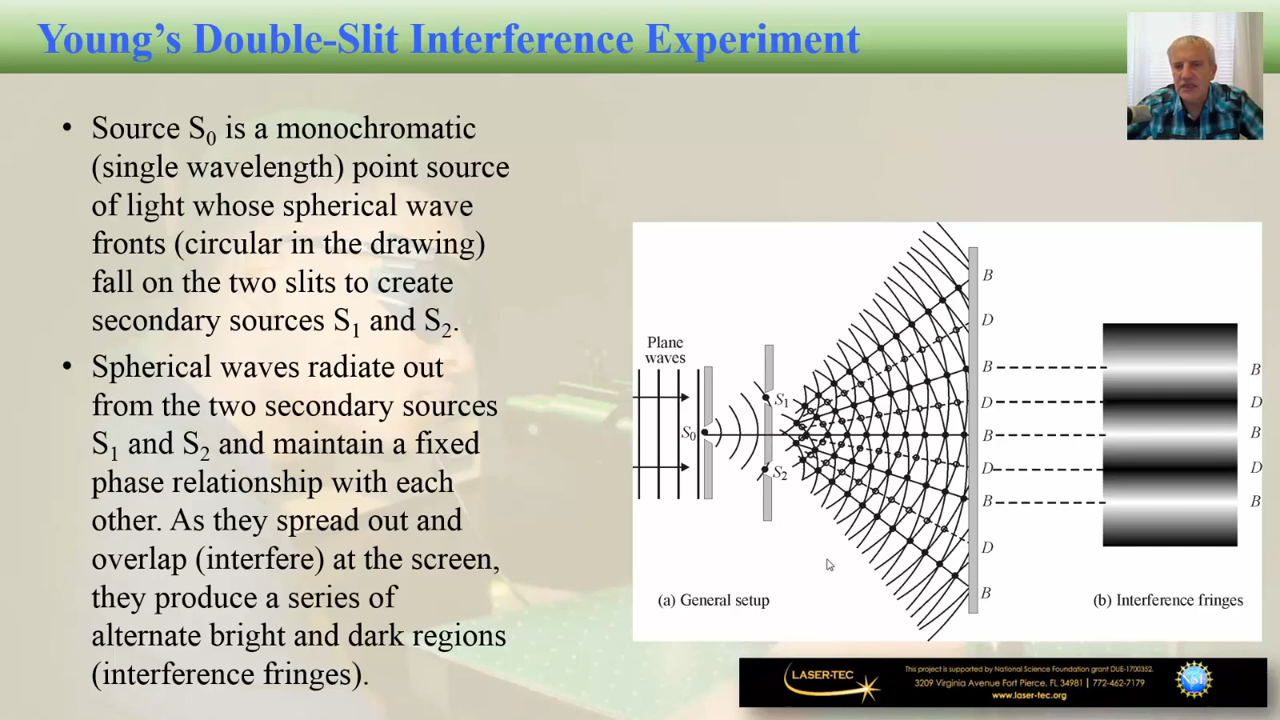 Young's Double-Slit Interference Experiment
• Source S₀ is a monochromatic
(single wavelength) point source
of light whose spherical wave
fronts (circular in the drawing)
fall on the two slits to create
secondary sources S₁ and S₂.
• Spherical waves radiate out
from the two secondary sources
S₁ and S₂ and maintain a fixed
phase relationship with each
other. As they spread out and
overlap (interfere) at the screen,
they produce a series of
alternate bright and dark regions
(interference fringes).
Plane
waves
S₀
S₁
S₂
B
D
B
D
B
D
B
D
B
B
D
B
D
B
(a) General setup
(b) Interference fringes
LASER-TEC
This project is supported by National Science Foundation grant DUE-1700352.
3209 Virginia Avenue Fort Pierce, FL 34981 | 772-462-7179
www.laser-tec.org
NSF